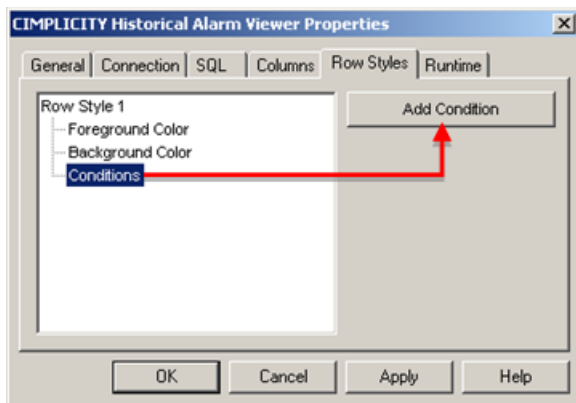 CIMPLICITY Historical Alarm Viewer Properties
General Connection SQL Columns Row Styles Runtime
Row Style 1
Foreground Color
Background Color
Conditions
Add Condition
OK Cancel Apply Help